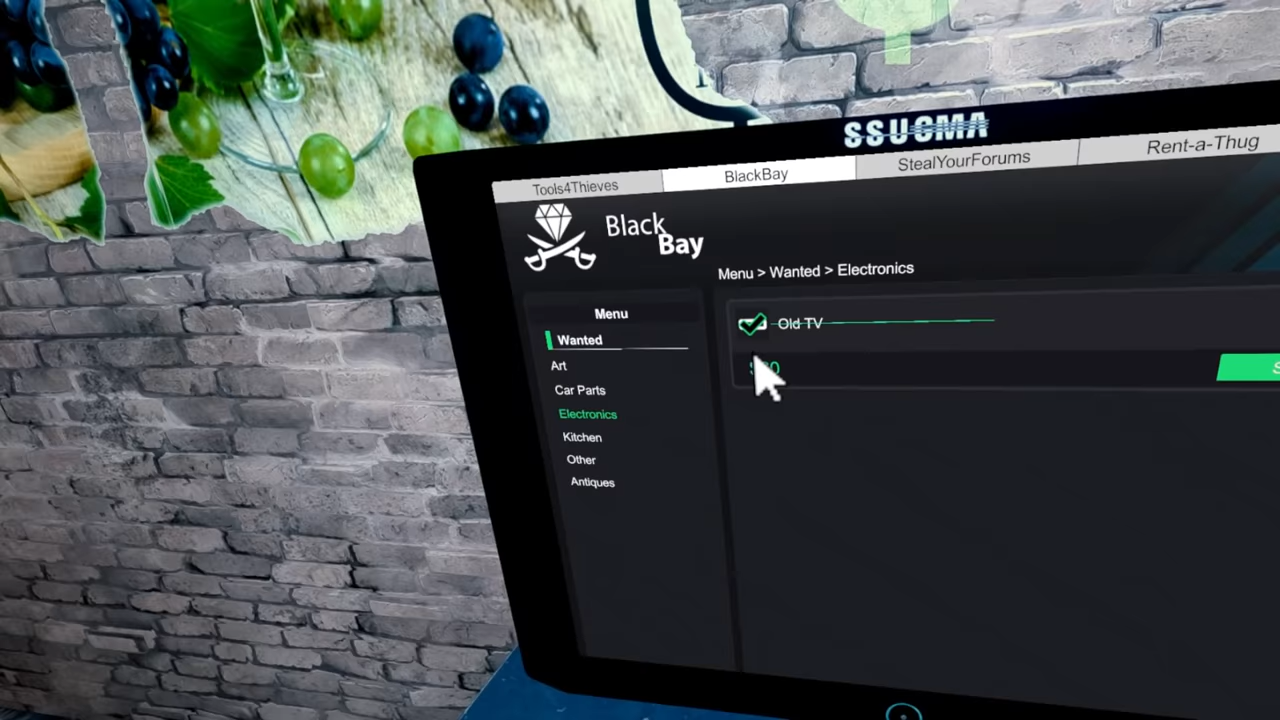 SSUGMA
Tools4Thieves
BlackBay
StealYourForums
Rent-a-Thug
Black
Bay
Menu > Wanted > Electronics
Menu
Wanted
Art
Car Parts
Electronics
Kitchen
Other
Antiques
Old TV